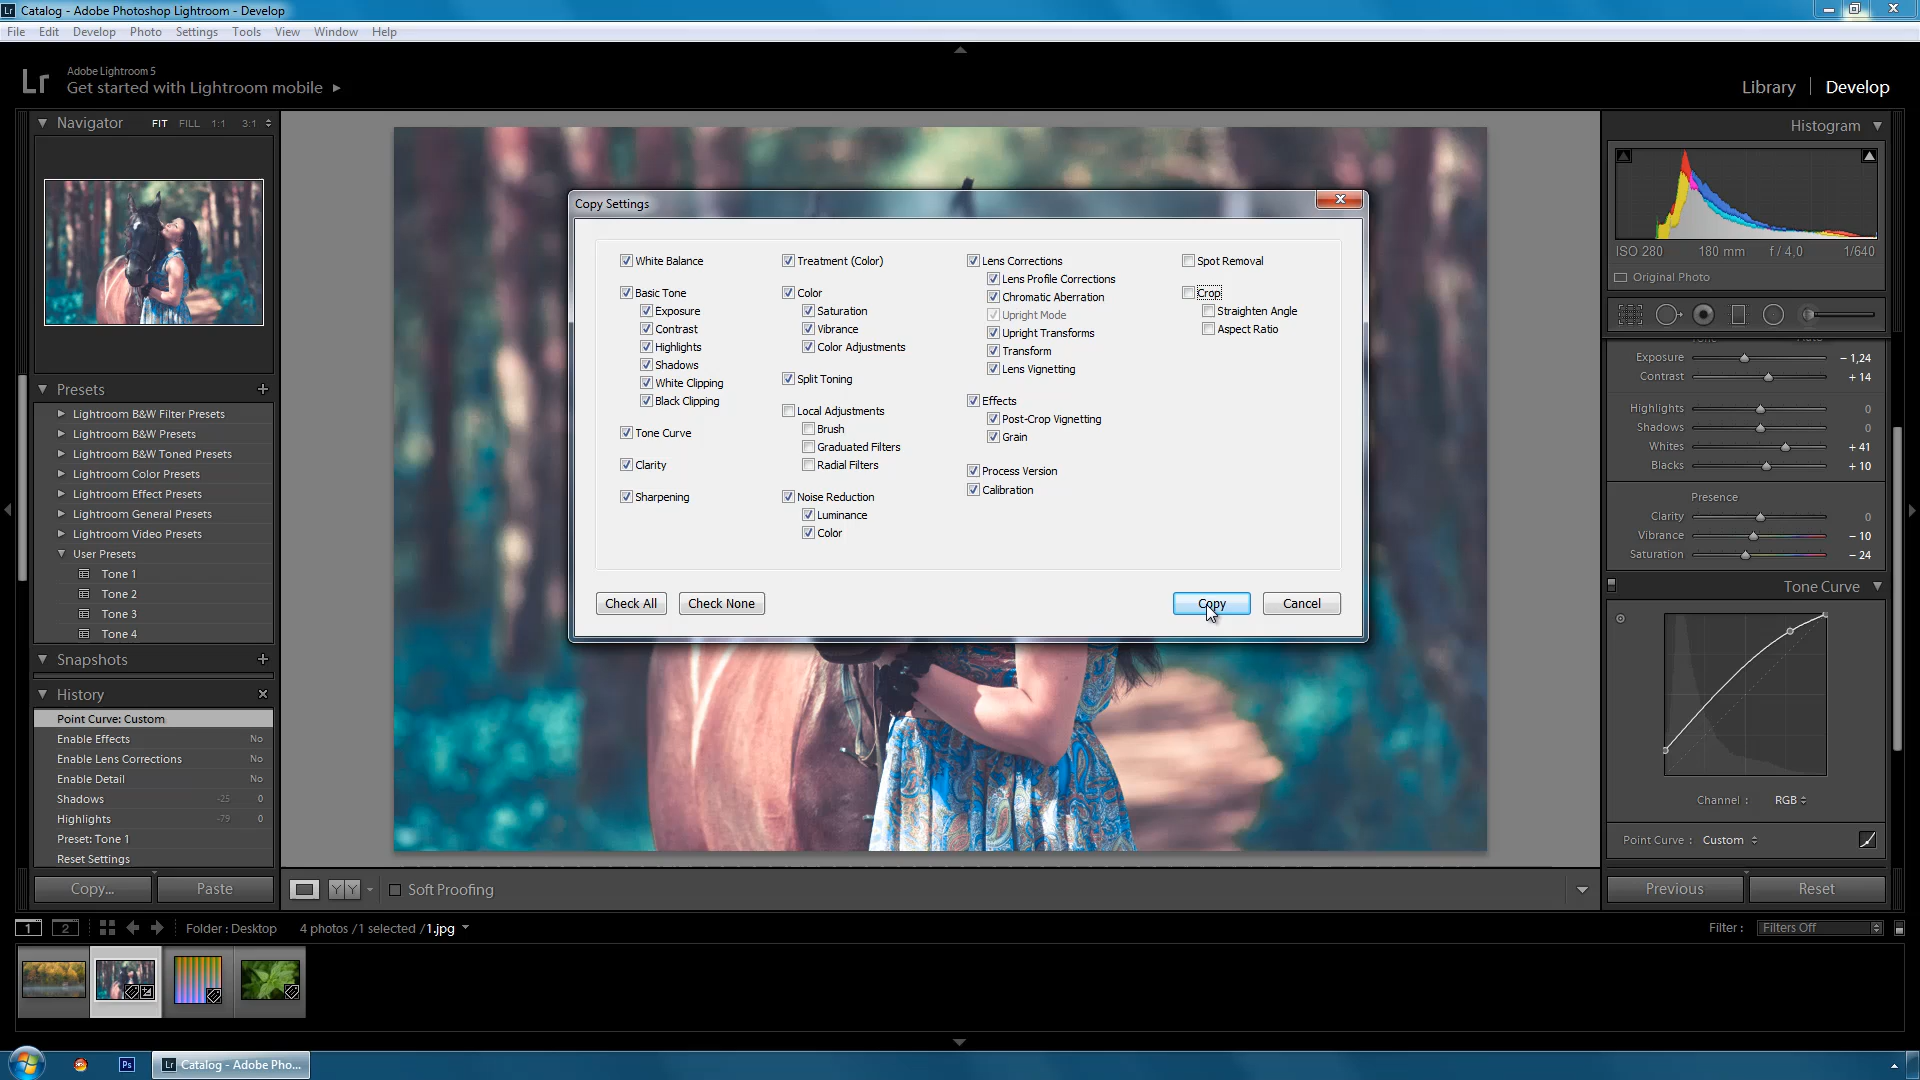 Lr Catalog - Adobe Photoshop Lightroom - Develop
File Edit Develop Photo Settings Tools View Window Help
Lr Adobe Lightroom 5
Get started with Lightroom mobile ▶
Library | Develop
Navigator FIT FILL 1:1 3:1
Presets +
Lightroom B&W Filter Presets
Lightroom B&W Presets
Lightroom B&W Toned Presets
Lightroom Color Presets
Lightroom Effect Presets
Lightroom General Presets
Lightroom Video Presets
User Presets
Tone 1
Tone 2
Tone 3
Tone 4
Snapshots +
History ×
Point Curve: Custom
Enable Effects No
Enable Lens Corrections No
Enable Detail No
Shadows -25 0
Highlights -79 0
Preset: Tone 1
Reset Settings
Copy... Paste
Copy Settings
White Balance
Basic Tone
Exposure
Contrast
Highlights
Shadows
White Clipping
Black Clipping
Tone Curve
Clarity
Sharpening
Treatment (Color)
Color
Saturation
Vibrance
Color Adjustments
Split Toning
Local Adjustments
Brush
Graduated Filters
Radial Filters
Noise Reduction
Luminance
Color
Lens Corrections
Lens Profile Corrections
Chromatic Aberration
Upright Mode
Upright Transforms
Transform
Lens Vignetting
Effects
Post-Crop Vignetting
Grain
Process Version
Calibration
Spot Removal
Crop
Straighten Angle
Aspect Ratio
Check All Check None Copy Cancel
YY Soft Proofing
Histogram
ISO 280 180 mm f / 4,0 1/640
Original Photo
Exposure − 1,24
Contrast + 14
Highlights 0
Shadows 0
Whites + 41
Blacks + 10
Presence
Clarity 0
Vibrance − 10
Saturation − 24
Tone Curve
Channel : RGB
Point Curve : Custom
Previous Reset
1 2 Folder : Desktop 4 photos / 1 selected / 1.jpg
Filter : Filters Off
Ps Lr Catalog - Adobe Pho...